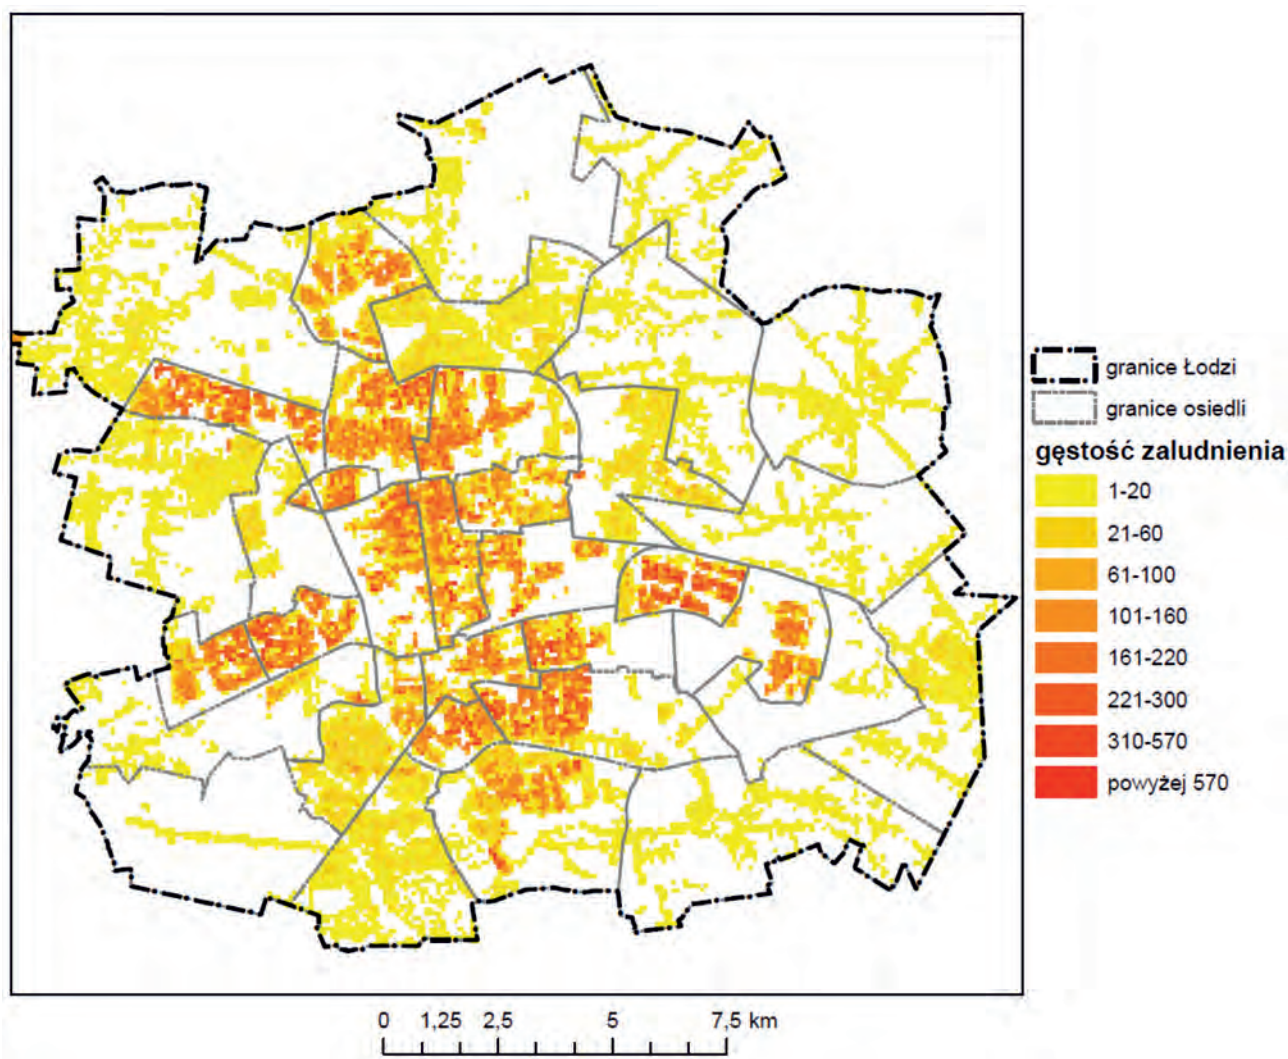 granice Łodzi
granice osiedli
gęstość zaludnienia
1-20
21-60
61-100
101-160
161-220
221-300
310-570
powyżej 570
0 1,25 2,5 5 7,5 km